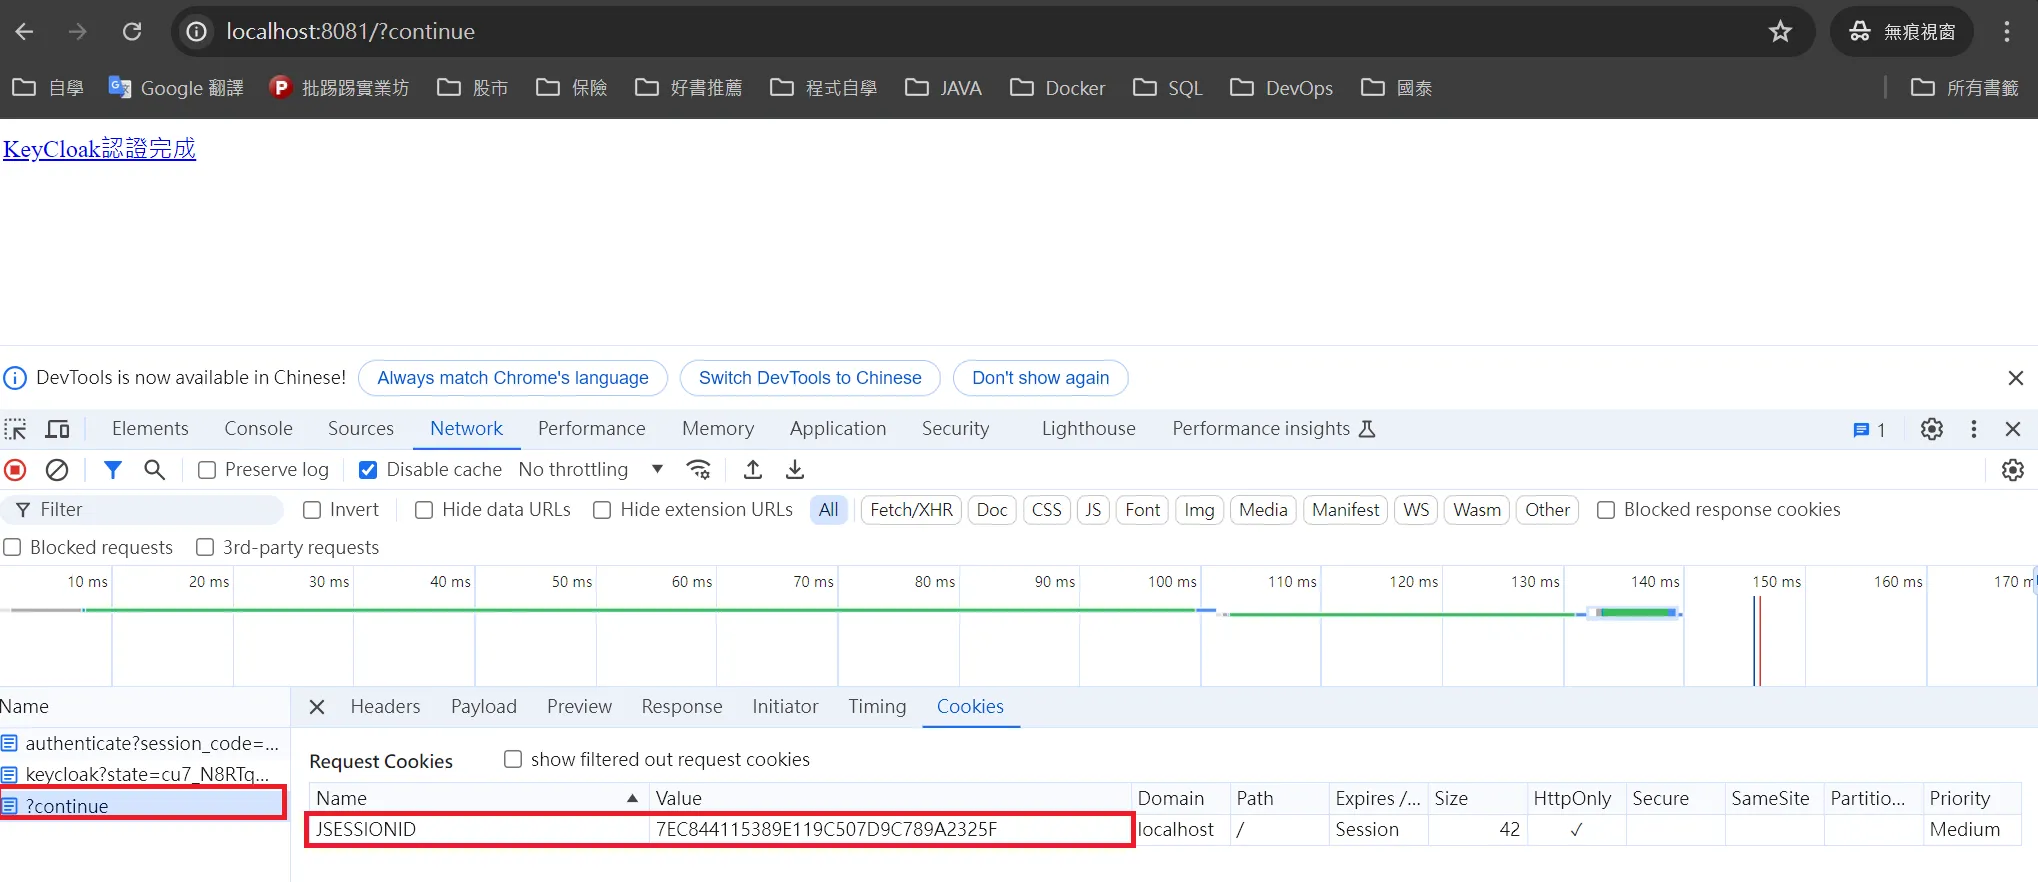 localhost:8081/?continue
無痕視窗
自學 Google 翻譯 批踢踢實業坊 股市 保險 好書推薦 程式自學 JAVA Docker SQL DevOps 國泰 所有書籤
KeyCloak認證完成
DevTools is now available in Chinese! Always match Chrome's language Switch DevTools to Chinese Don't show again
Elements Console Sources Network Performance Memory Application Security Lighthouse Performance insights 1
Preserve log Disable cache No throttling
Filter Invert Hide data URLs Hide extension URLs All Fetch/XHR Doc CSS JS Font Img Media Manifest WS Wasm Other Blocked response cookies
Blocked requests 3rd-party requests
10 ms 20 ms 30 ms 40 ms 50 ms 60 ms 70 ms 80 ms 90 ms 100 ms 110 ms 120 ms 130 ms 140 ms 150 ms 160 ms 170 m
Name
authenticate?session_code=...
keycloak?state=cu7_N8RTq...
?continue
Headers Payload Preview Response Initiator Timing Cookies
Request Cookies show filtered out request cookies
Name Value Domain Path Expires /... Size HttpOnly Secure SameSite Partitio... Priority
JSESSIONID 7EC844115389E119C507D9C789A2325F localhost / Session 42 ✓ Medium